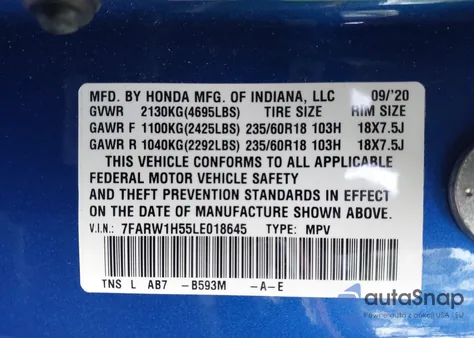 MFD. BY HONDA MFG. OF INDIANA, LLC 09/'20
GVWR 2130KG(4695LBS) TIRE SIZE RIM SIZE
GAWR F 1100KG(2425LBS) 235/60R18 103H 18X7.5J
GAWR R 1040KG(2292LBS) 235/60R18 103H 18X7.5J
THIS VEHICLE CONFORMS TO ALL APPLICABLE
FEDERAL MOTOR VEHICLE SAFETY
AND THEFT PREVENTION STANDARDS IN EFFECT
ON THE DATE OF MANUFACTURE SHOWN ABOVE.
V.I.N.: 7FARW1H55LE018645 TYPE: MPV
TNS L AB7 -B593M -A-E
autoSnap